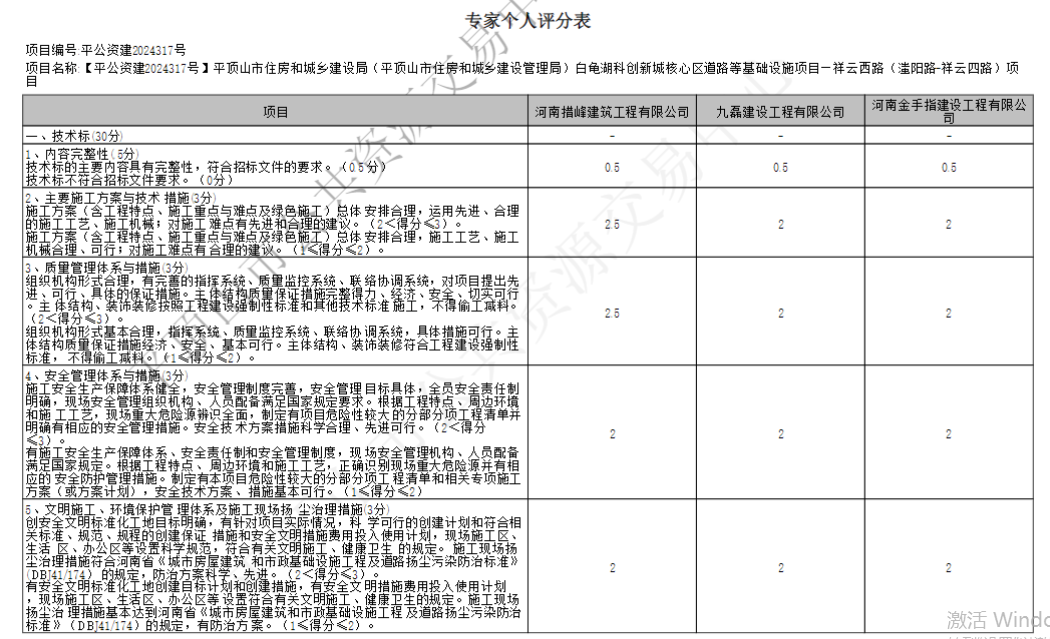 专家个人评分表
项目编号:平公资建2024317号
项目名称:【平公资建2024317号】平顶山市住房和城乡建设局（平顶山市住房和城乡建设管理局）白龟湖科创新城核心区道路等基础设施项目—祥云西路（滍阳路-祥云四路）项
目
项目 河南措峰建筑工程有限公司 九磊建设工程有限公司 河南金手指建设工程有限公
司
一、技术标(30分) - - -
1、内容完整性(.5分)
技术标的主要内容具有完整性，符合招标文件的要求。（0.5分） 0.5 0.5 0.5
技术标不符合招标文件要求。（0分）
2、主要施工方案与技术 措施(3分)
施工方案（含工程特点、施工重点与难点及绿色施工）总体 安排合理，运用先进、合理
的施工工艺、施工机械；对施工 难点有先进和合理的建议。（2＜得分≤3）。 2.5 2 2
施工方案（含工程特点、施工重点与难点及绿色施工）总体 安排合理，施工工艺、施工
机械合理、可行；对施工难点有 合理的建议。（1≤得分≤2）。
3、质量管理体系与措施(3分)
组织机构形式合理，有完善的指挥系统、质量监控系统、联 络协调系统，对项目提出先
进、可行、具体的保证措施。主 体结构质量保证措施完整得力、经济、安全、切实可行
。主 体结构、装饰装修按照工程建设强制性标准和其他技术标准 施工，不得偷工减料。
（2＜得分≤3）。 2.5 2 2
组织机构形式基本合理，指挥系统、质量监控系统、联络协 调系统，具体措施可行。主
体结构质量保证措施经济、安全、 基本可行。主体结构、装饰装修符合工程建设强制性
标准， 不得偷工减料。（1≤得分≤2）。
4、安全管理体系与措施(3分)
施工安全生产保障体系健全，安全管理制度完善，安全管理 目标具体，全员安全责任制
明确，现场安全管理组织机构、 人员配备满足国家规定要求。根据工程特点、周边环境
和施 工工艺，现场重大危险源辨识全面，制定有项目危险性较大 的分部分项工程清单并
明确有相应的安全管理措施。安全技 术方案措施科学合理、先进可行。（2＜得分
≤3）。 2 2 2
有施工安全生产保障体系、安全责任制和安全管理制度，现 场安全管理机构、人员配备
满足国家规定。根据工程特点 、周边环境和施工工艺，正确识别现场重大危险源并有相
应的 安全防护管理措施。制定有本项目危险性较大的分部分项工 程清单和相关专项施工
方案（或方案计划），安全技术方案、 措施基本可行。（1≤得分≤2）
5、文明施工、环境保护管 理体系及施工现场扬 尘治理措施(3分)
创安全文明标准化工地目标明确，有针对项目实际情况，科 学可行的创建计划和符合相
关标准、规范、规程的创建保证 措施和安全文明措施费用投入使用计划，现场施工区、
生活 区、办公区等设置科学规范，符合有关文明施工、健康卫生 的规定。 施工现场扬
尘治理措施符合河南省《城市房屋建筑 和市政基础设施工程及道路扬尘污染防治标准》
(DBJ41/174）的规定，防治方案科学、先进。（2＜得分≤3）。 2 2 2
有安全文明标准化工地创建目标计划和创建措施，有安全文 明措施费用投入使用计划
，现场施工区、生活区、办公区等 设置符合有关文明施工、健康卫生的规定。施工现场
扬尘治 理措施基本达到河南省《城市房屋建筑和市政基础设施工程 及道路扬尘污染防治
标准》（DBJ41/174）的规定，有防治方案。（1≤得分≤2）。
激活 Windo